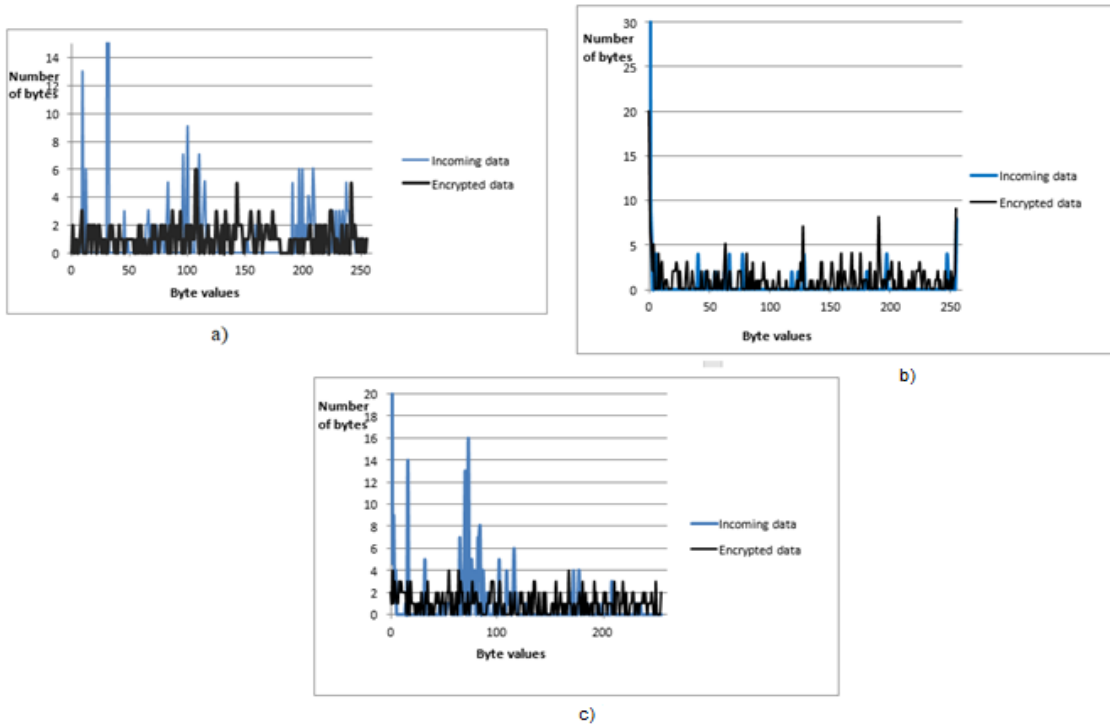 Number
of bytes
14
12
10
8
6
4
2
0
0 50 100 150 200 250
Byte values
Incoming data
Encrypted data
a)
Number
of bytes
30
25
20
15
10
5
0
0 50 100 150 200 250
Byte values
Incoming data
Encrypted data
b)
Number
of bytes
20
18
16
14
12
10
8
6
4
2
0
0 100 200
Byte values
Incoming data
Encrypted data
c)